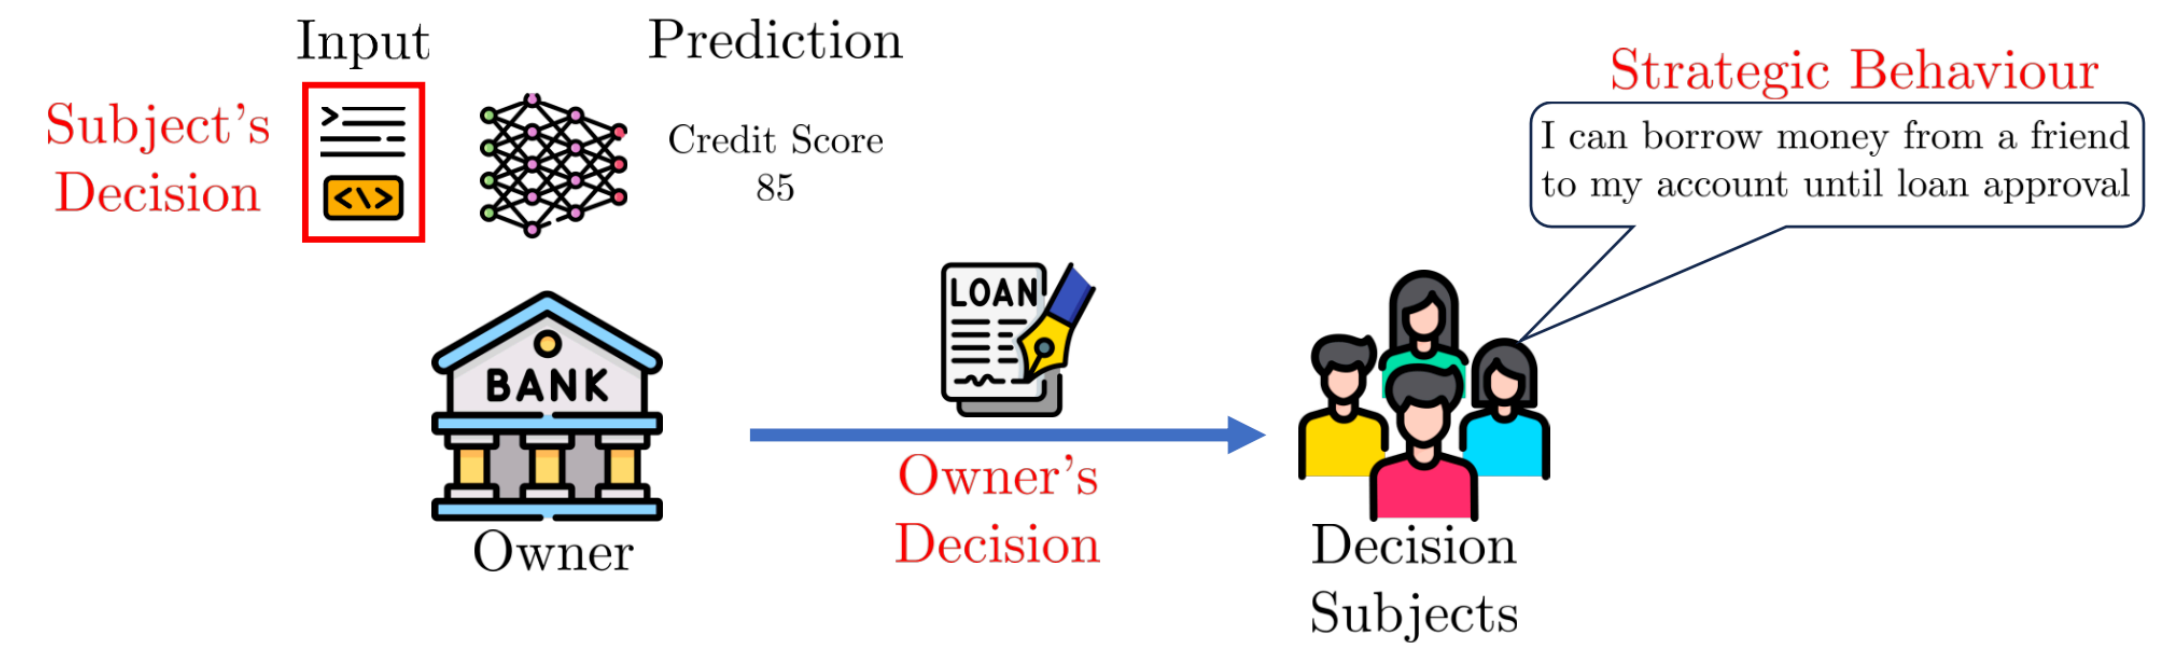 Input
Prediction
Subject's
Decision
Credit Score
85
Strategic Behaviour
I can borrow money from a friend
to my account until loan approval
BANK
Owner
LOAN
Owner's
Decision
Decision
Subjects